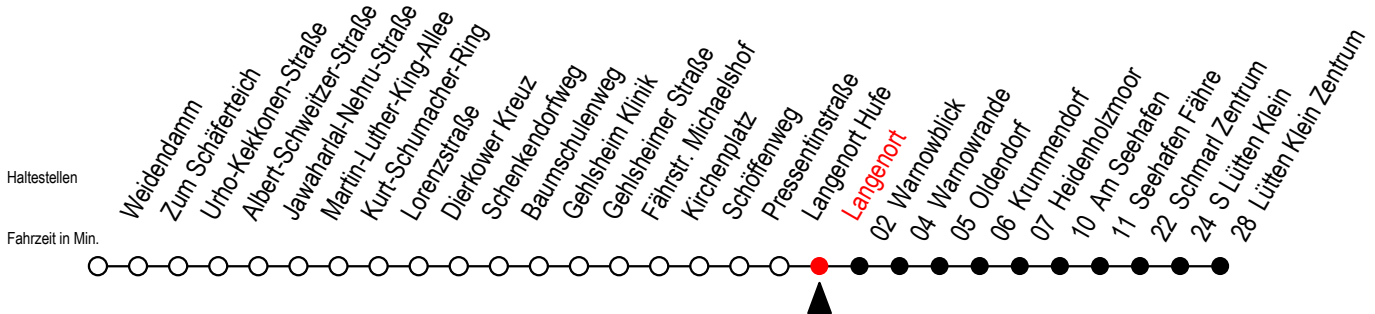 Haltestellen
Fahrzeit in Min.
Weidendamm
Zum Schäferteich
Urho-Kekkonen-Straße
Albert-Schweitzer-Straße
Jawaharlal-Nehru-Straße
Martin-Luther-King-Allee
Kurt-Schumacher-Ring
Lorenzstraße
Dierkower Kreuz
Schenkendorfweg
Baumschulenweg
Gehlsheim Klinik
Gehlsheimer Straße
Fährstr. Michaelshof
Kirchenplatz
Schöffenweg
Pressentinstraße
Langenort Hufe
Langenort
02 Warnowblick
04 Warnowrande
05 Oldendorf
06 Krummendorf
07 Heidenholzmoor
10 Am Seehafen
11 Seehafen Fähre
22 Schmarl Zentrum
24 S Lütten Klein
28 Lütten Klein Zentrum